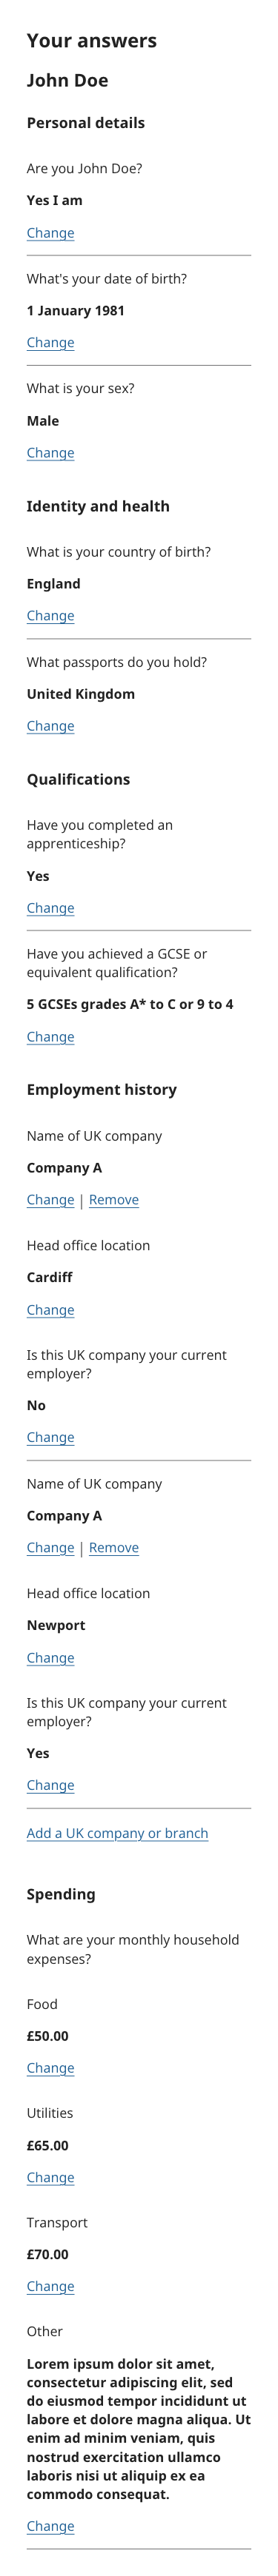 Your answers
John Doe
Personal details
Are you John Doe?
Yes I am
Change
What's your date of birth?
1 January 1981
Change
What is your sex?
Male
Change
Identity and health
What is your country of birth?
England
Change
What passports do you hold?
United Kingdom
Change
Qualifications
Have you completed an
apprenticeship?
Yes
Change
Have you achieved a GCSE or
equivalent qualification?
5 GCSEs grades A* to C or 9 to 4
Change
Employment history
Name of UK company
Company A
Change | Remove
Head office location
Cardiff
Change
Is this UK company your current
employer?
No
Change
Name of UK company
Company A
Change | Remove
Head office location
Newport
Change
Is this UK company your current
employer?
Yes
Change
Add a UK company or branch
Spending
What are your monthly household
expenses?
Food
£50.00
Change
Utilities
£65.00
Change
Transport
£70.00
Change
Other
Lorem ipsum dolor sit amet,
consectetur adipiscing elit, sed
do eiusmod tempor incididunt ut
labore et dolore magna aliqua. Ut
enim ad minim veniam, quis
nostrud exercitation ullamco
laboris nisi ut aliquip ex ea
commodo consequat.
Change